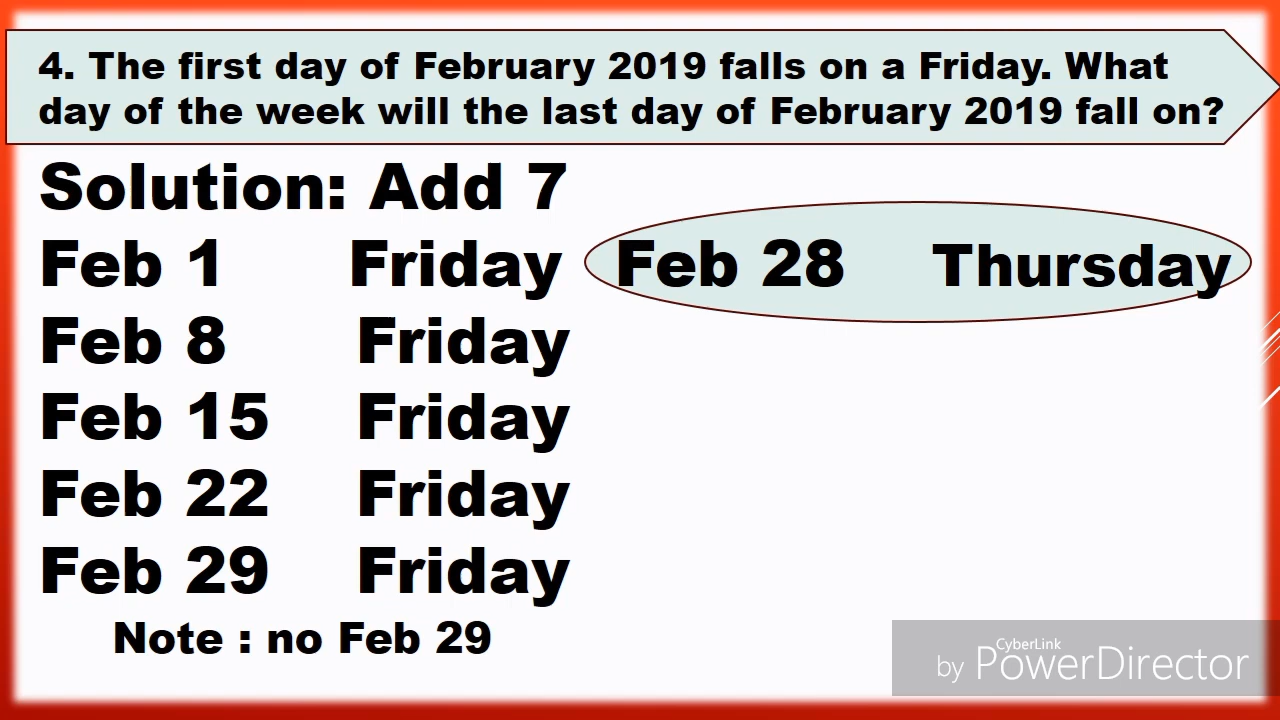 4. The first day of February 2019 falls on a Friday. What
day of the week will the last day of February 2019 fall on?
Solution: Add 7
Feb 1 Friday
Feb 28 Thursday
Feb 8 Friday
Feb 15 Friday
Feb 22 Friday
Feb 29 Friday
Note : no Feb 29
CyberLink
by PowerDirector